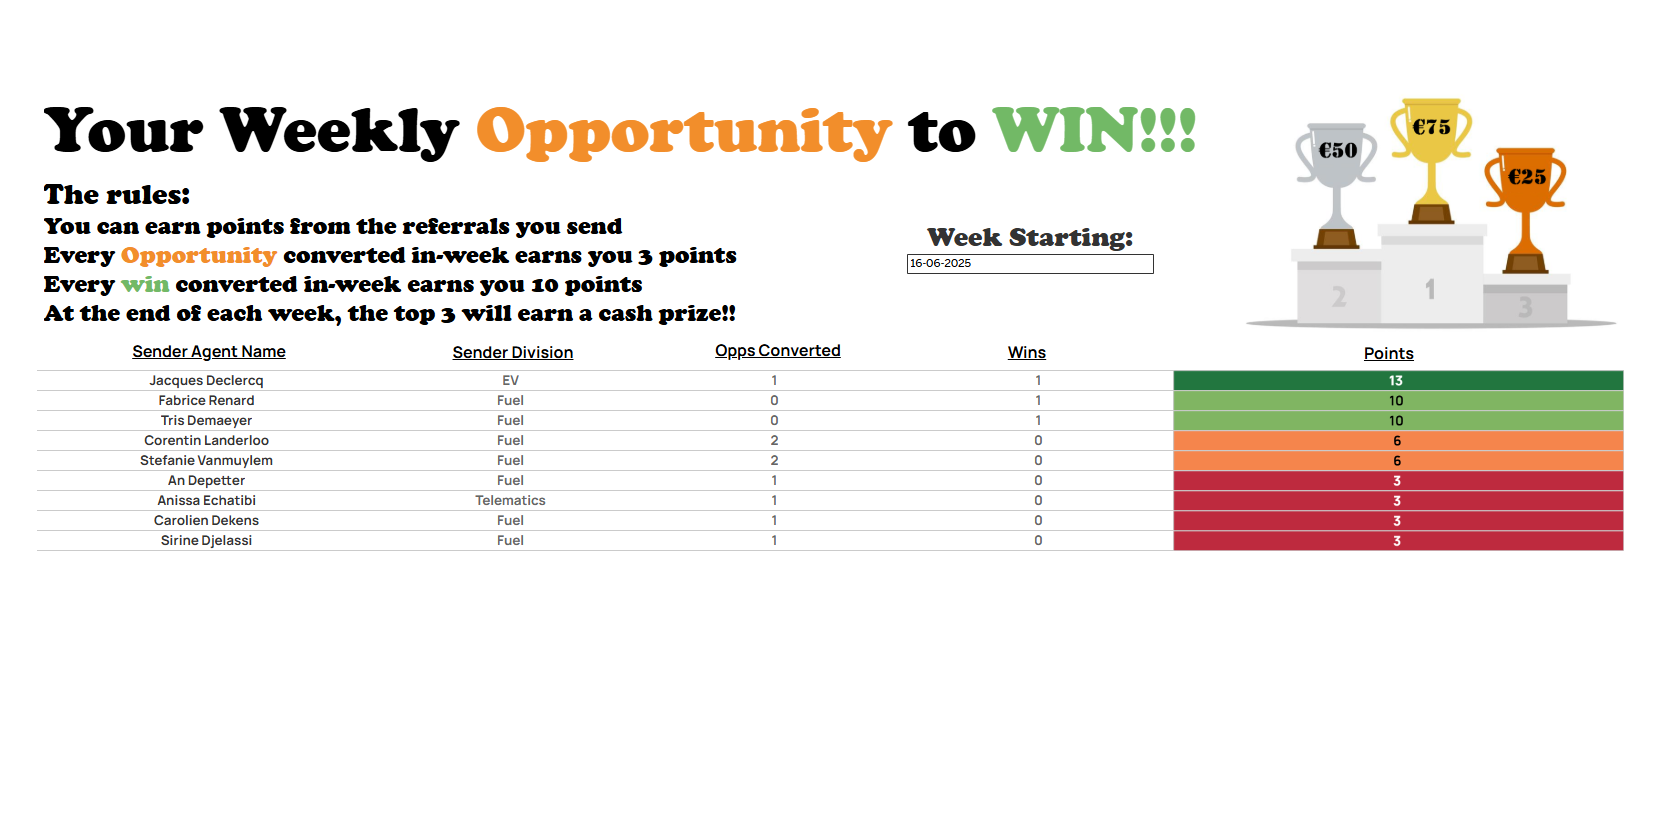 Your Weekly Opportunity to WIN!!!
€50
€75
€25
2
1
3
The rules:
You can earn points from the referrals you send
Every Opportunity converted in-week earns you 3 points
Every win converted in-week earns you 10 points
At the end of each week, the top 3 will earn a cash prize!!
Week Starting:
16-06-2025
Sender Agent Name Sender Division Opps Converted Wins Points
Jacques Declercq EV 1 1 13
Fabrice Renard Fuel 0 1 10
Tris Demaeyer Fuel 0 1 10
Corentin Landerloo Fuel 2 0 6
Stefanie Vanmuylem Fuel 2 0 6
An Depetter Fuel 1 0 3
Anissa Echatibi Telematics 1 0 3
Carolien Dekens Fuel 1 0 3
Sirine Djelassi Fuel 1 0 3